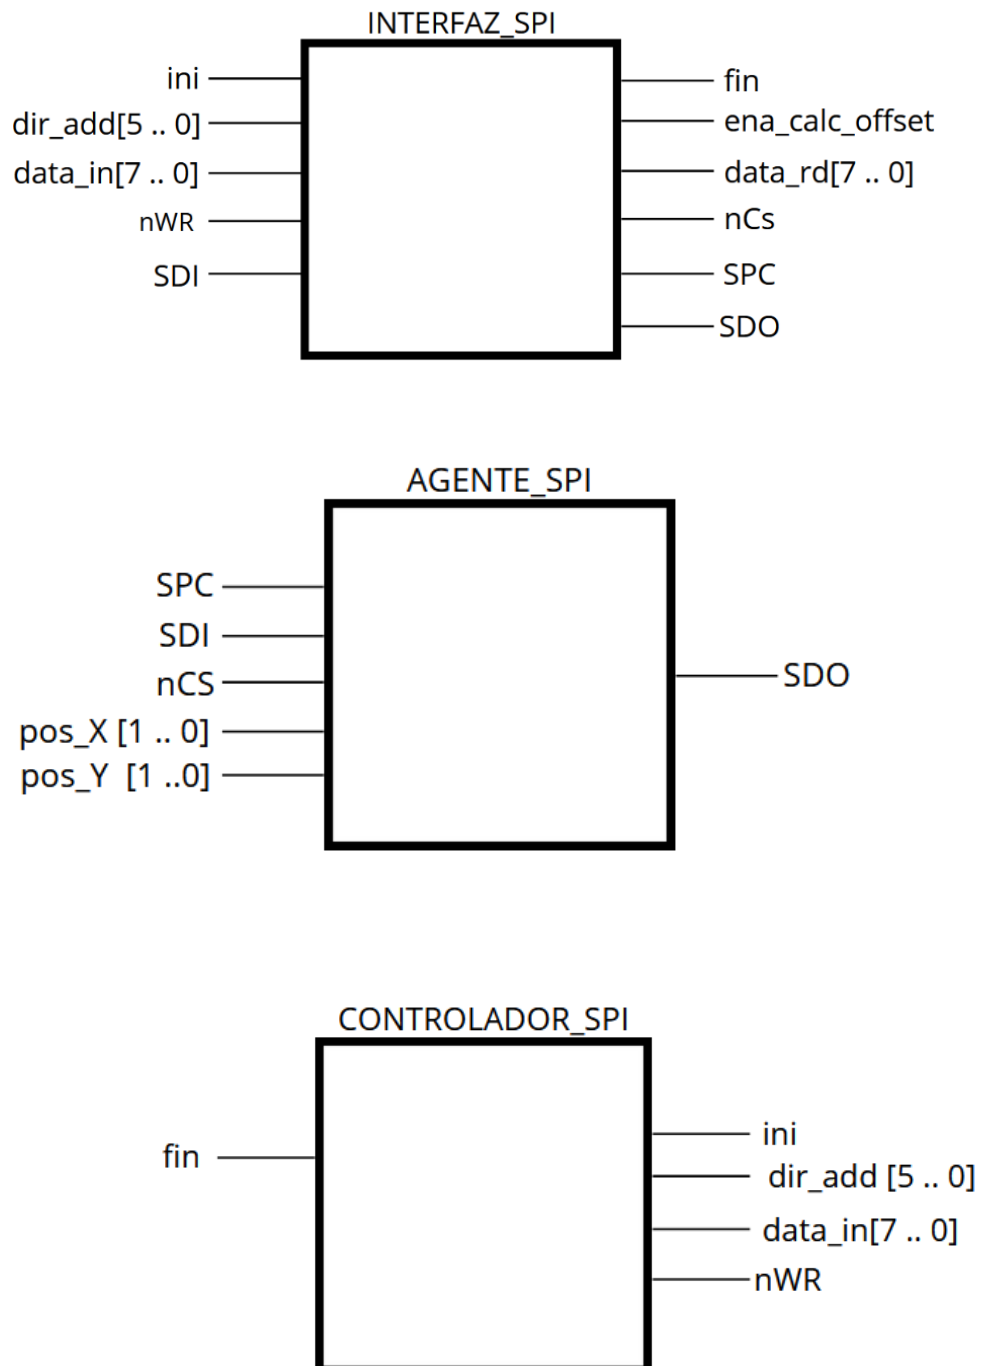 INTERFAZ_SPI
ini
fin
dir_add[5 .. 0]
ena_calc_offset
data_in[7 .. 0]
data_rd[7 .. 0]
nWR
nCs
SDI
SPC
SDO
AGENTE_SPI
SPC
SDI
nCS
SDO
pos_X [1 .. 0]
pos_Y [1 ..0]
CONTROLADOR_SPI
ini
fin
dir_add [5 .. 0]
data_in[7 .. 0]
nWR